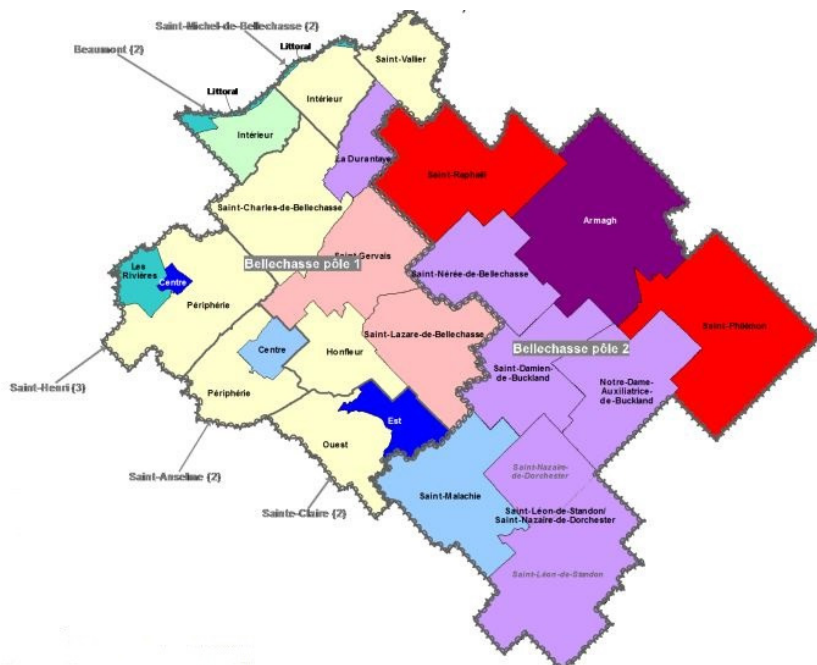 Saint-Michel-de-Bellechasse (2)
Beaumont (2)
Littoral
Littoral
Saint-Vallier
Intérieur
Intérieur
La Durantaye
Saint-Raphaël
Saint-Charles-de-Bellechasse
Armagh
Saint-Gervais
Bellechasse pôle 1
Saint-Nérée-de-Bellechasse
Les
Rivières
Centre
Périphérie
Saint-Philémon
Saint-Lazare-de-Bellechasse
Centre
Honfleur
Bellechasse pôle 2
Saint-Damien-
de-Buckland
Notre-Dame-
Auxiliatrice-
de-Buckland
Saint-Henri (3)
Périphérie
Est
Ouest
Saint-Anselme (2)
Saint-Nazaire-
de-Dorchester
Saint-Malachie
Sainte-Claire (2)
Saint-Léon-de-Standon/
Saint-Nazaire-de-Dorchester
Saint-Léon-de-Standon